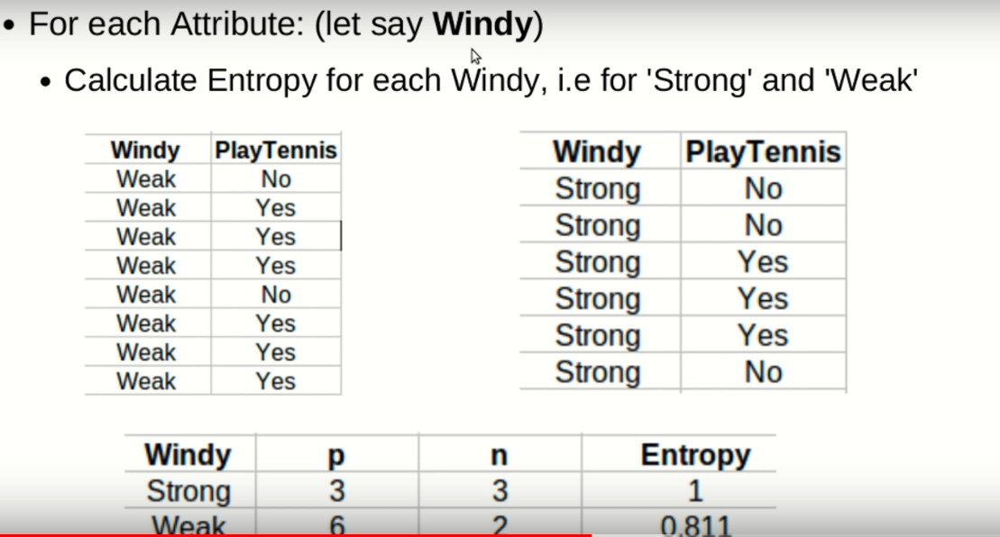 • For each Attribute: (let say Windy)
• Calculate Entropy for each Windy, i.e for 'Strong' and 'Weak'
Windy PlayTennis
Weak No
Weak Yes
Weak Yes
Weak Yes
Weak No
Weak Yes
Weak Yes
Weak Yes
Windy PlayTennis
Strong No
Strong No
Strong Yes
Strong Yes
Strong Yes
Strong No
Windy p n Entropy
Strong 3 3 1
Weak 6 2 0.811